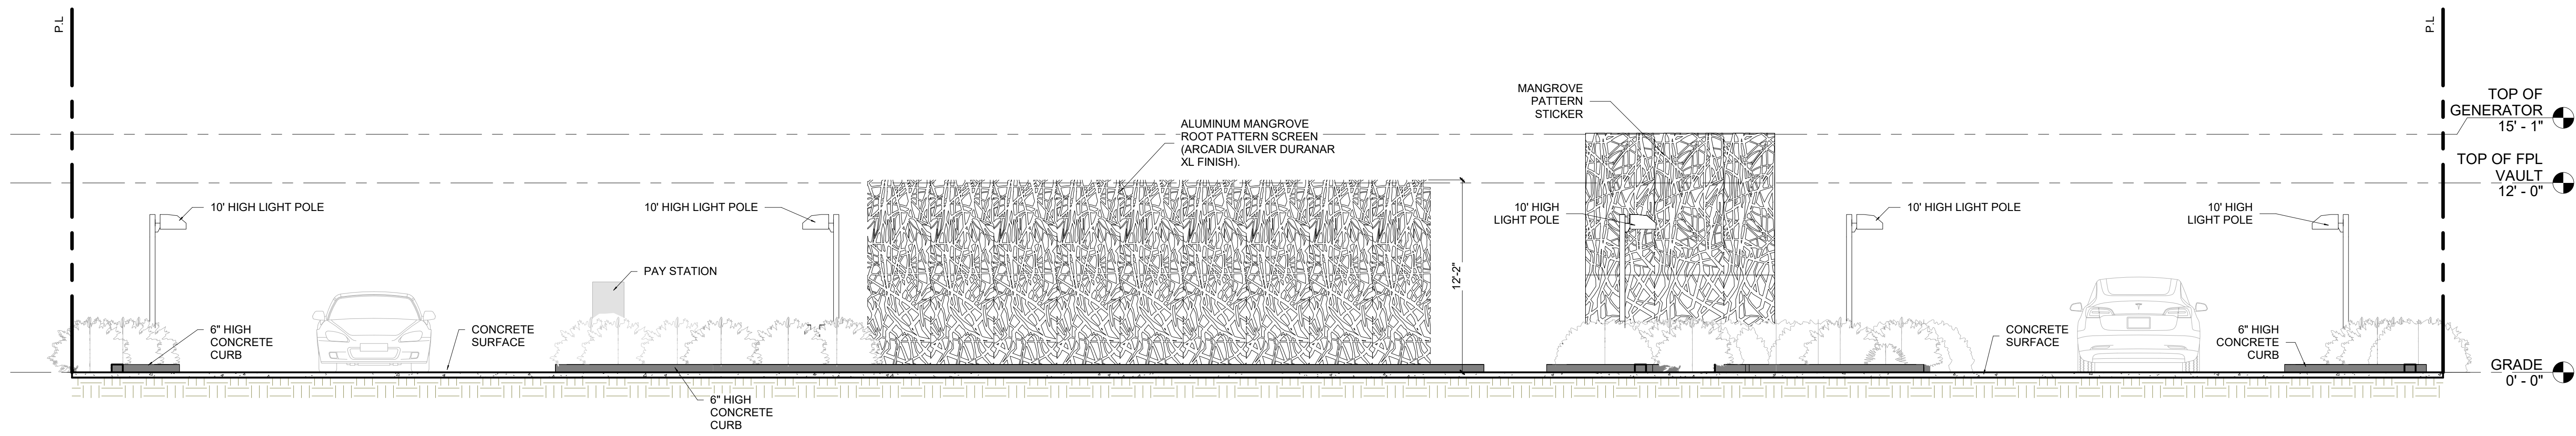 P.L
P.L
MANGROVE
PATTERN
STICKER
TOP OF
GENERATOR
15' - 1"
ALUMINUM MANGROVE
ROOT PATTERN SCREEN
(ARCADIA SILVER DURANAR
XL FINISH).
TOP OF FPL
VAULT
12' - 0"
10' HIGH LIGHT POLE
10' HIGH LIGHT POLE
10' HIGH
LIGHT POLE
10' HIGH LIGHT POLE
10' HIGH
LIGHT POLE
PAY STATION
12'-2"
6" HIGH
CONCRETE
CURB
CONCRETE
SURFACE
CONCRETE
SURFACE
6" HIGH
CONCRETE
CURB
GRADE
0' - 0"
6" HIGH
CONCRETE
CURB